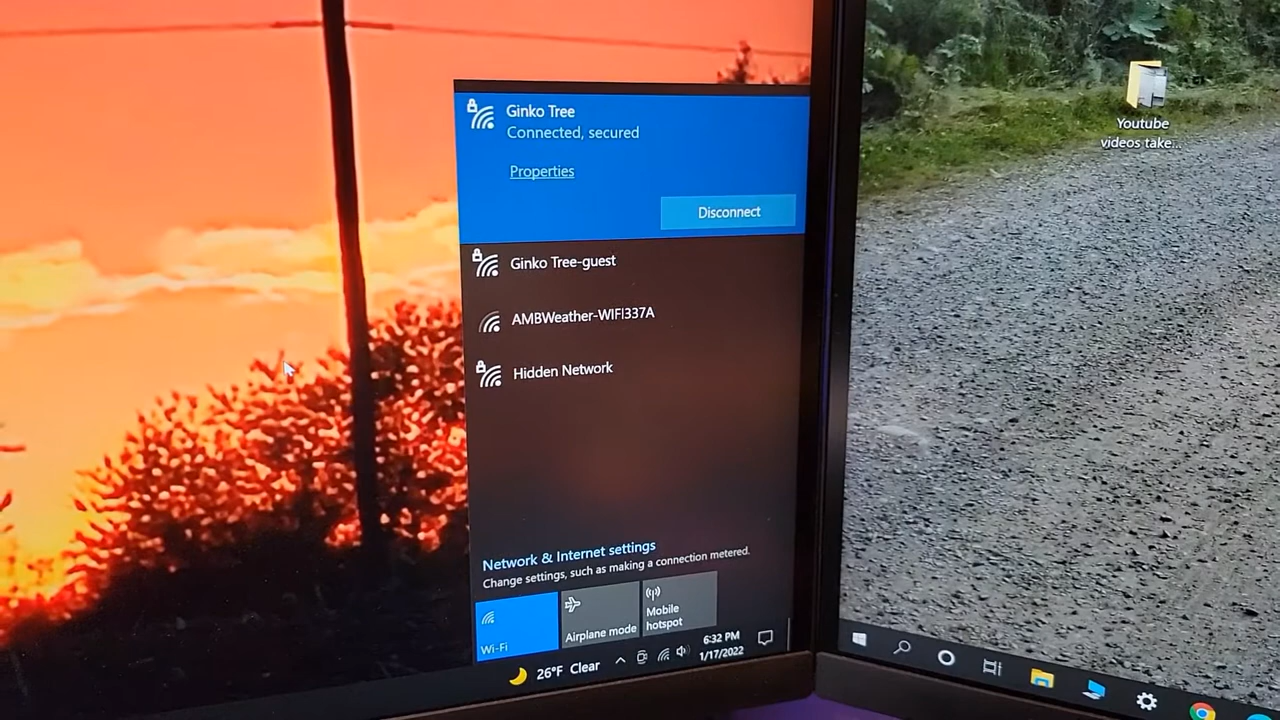 Ginko Tree
Connected, secured
Properties
Disconnect
Ginko Tree-guest
AMBWeather-WIFI337A
Hidden Network
Network & Internet settings
Change settings, such as making a connection metered.
Wi-Fi
Airplane mode
Mobile
hotspot
26°F Clear
6:32 PM
1/17/2022
Youtube
videos take...